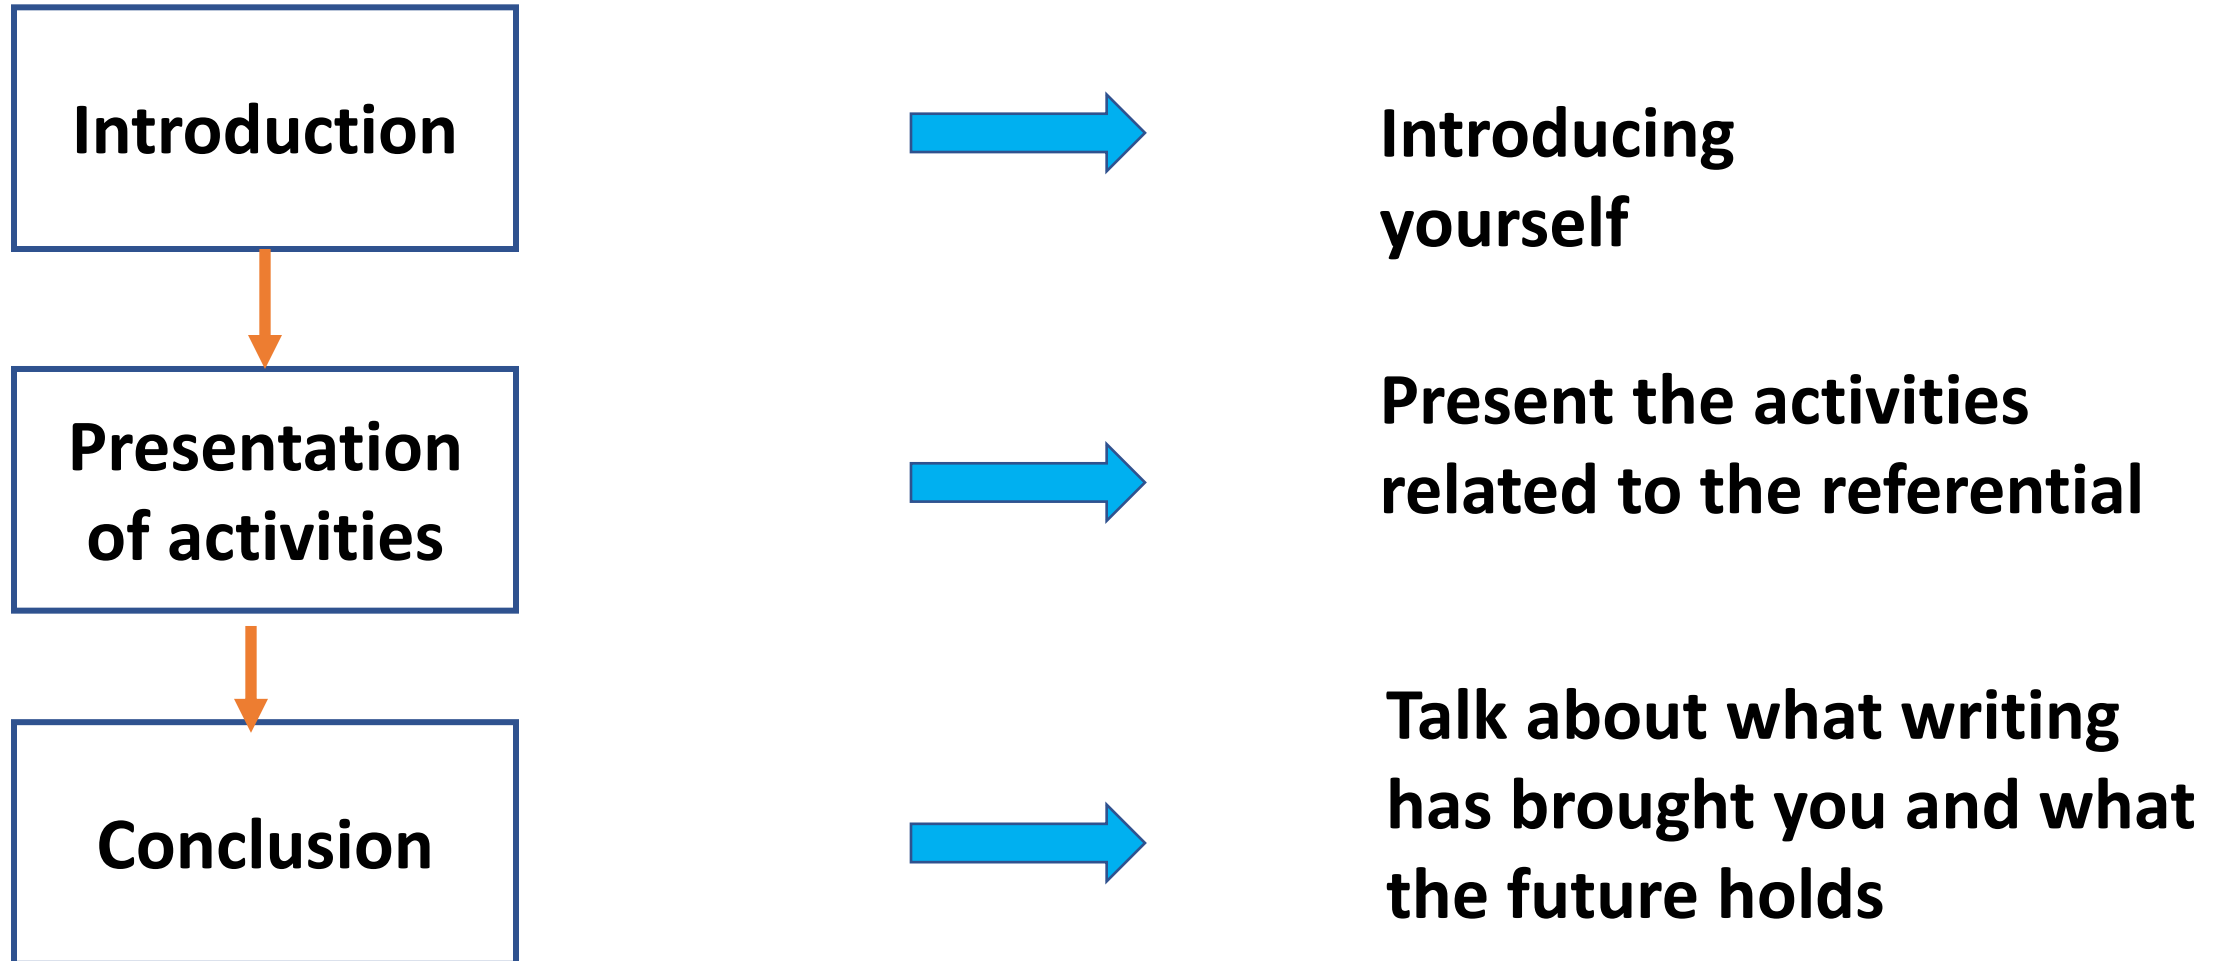 Introduction
Introducing
yourself
Presentation
of activities
Present the activities
related to the referential
Conclusion
Talk about what writing
has brought you and what
the future holds